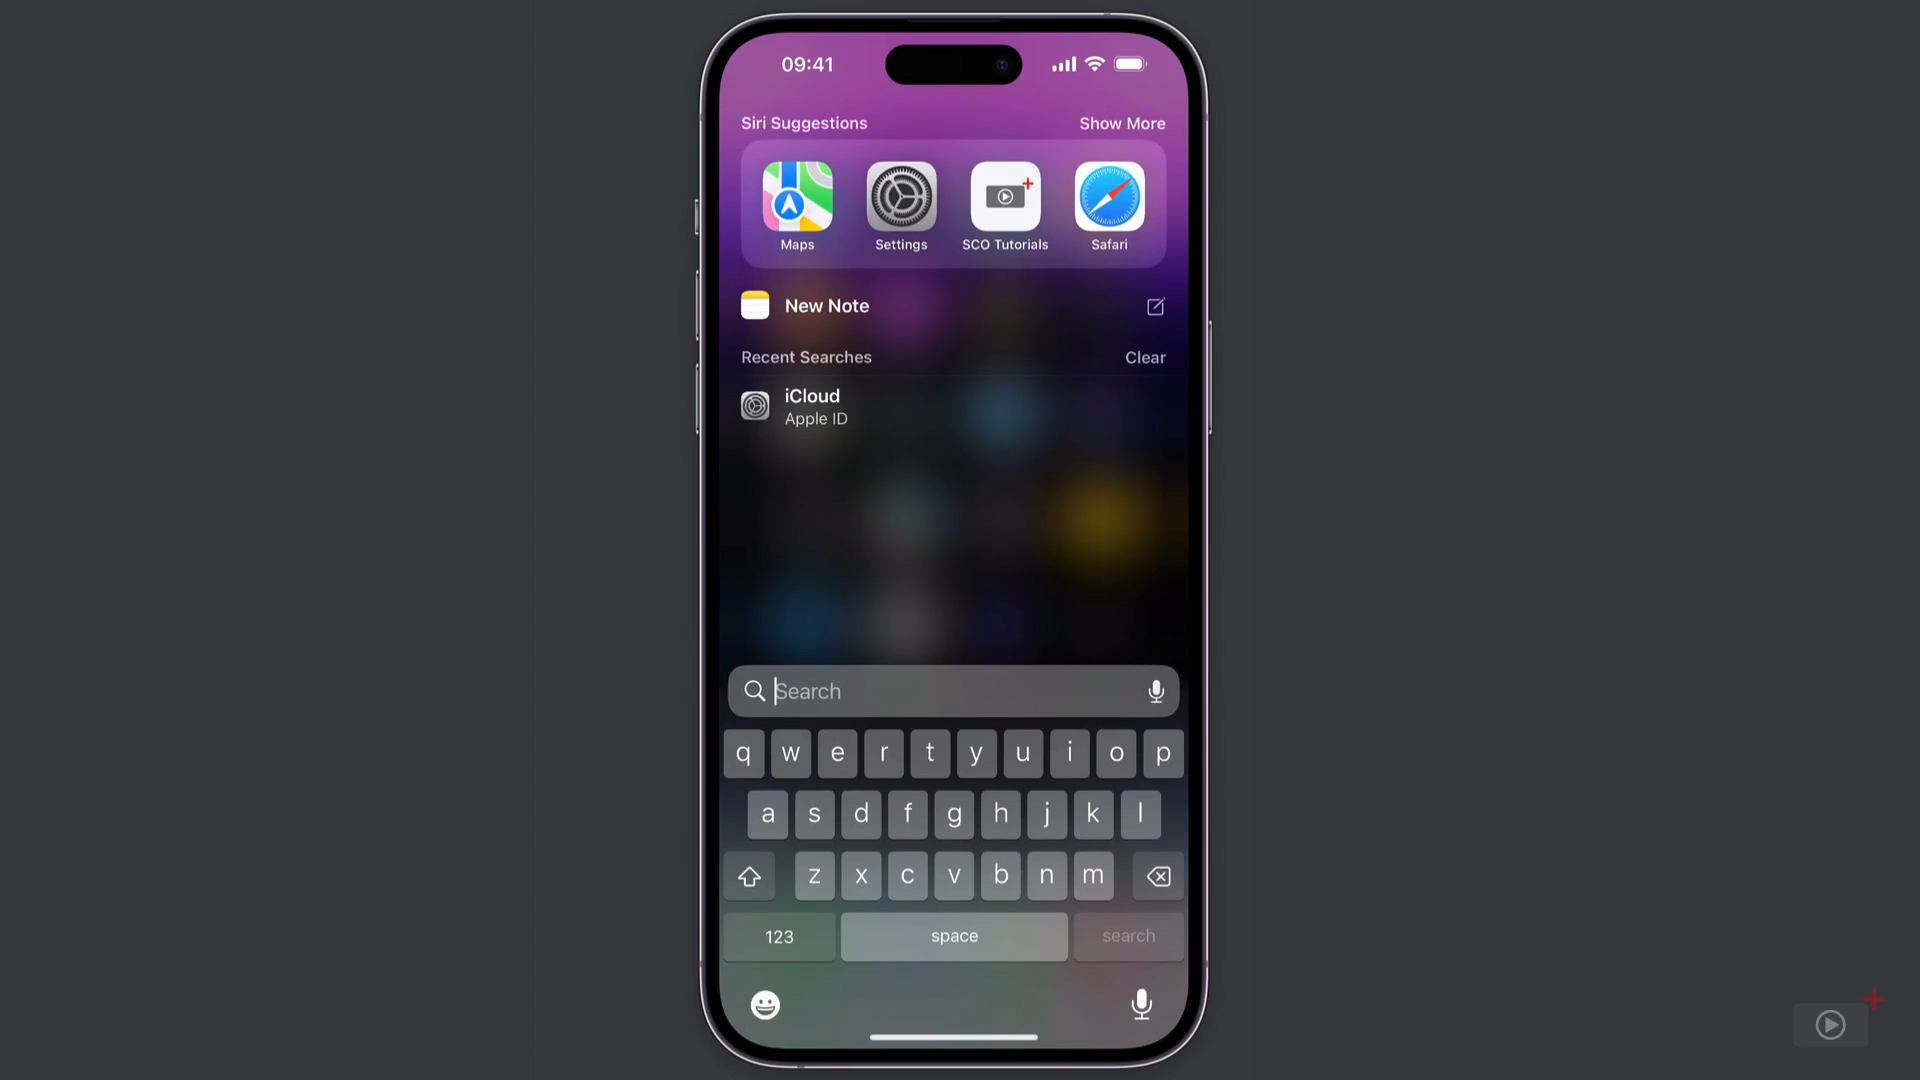 09:41
Siri Suggestions Show More
Maps Settings SCO Tutorials Safari
New Note
Recent Searches Clear
iCloud
Apple ID
Search
q w e r t y u i o p
a s d f g h j k l
z x c v b n m
123 space search